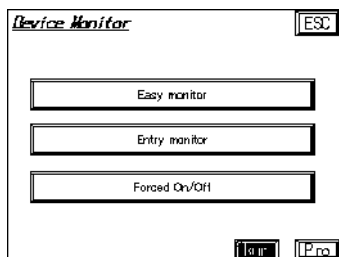 Device Monitor ESC
Easy monitor
Entry monitor
Forced On/Off
Pro